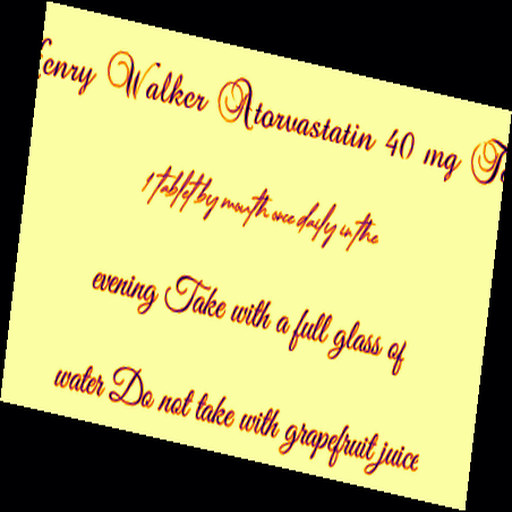 enry Walker Atorvastatin 40 mg T
1 tablet by mouth once daily in the
evening Take with a full glass of
water Do not take with grapefruit juice